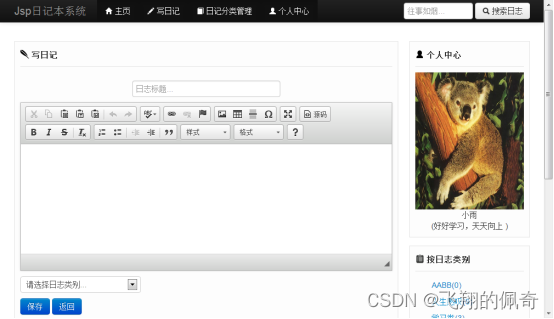 Jsp日记本系统 主页 写日记 日记分类管理 个人中心 往事如烟... 搜索日志
写日记
日记标题...
源码
B I S Tx 样式 格式 ?
请选择日志类别...
保存 返回
个人中心
小雨
(好好学习，天天向上 )
按日志类别
AABB(0)
CSDN @飞翔的佩奇